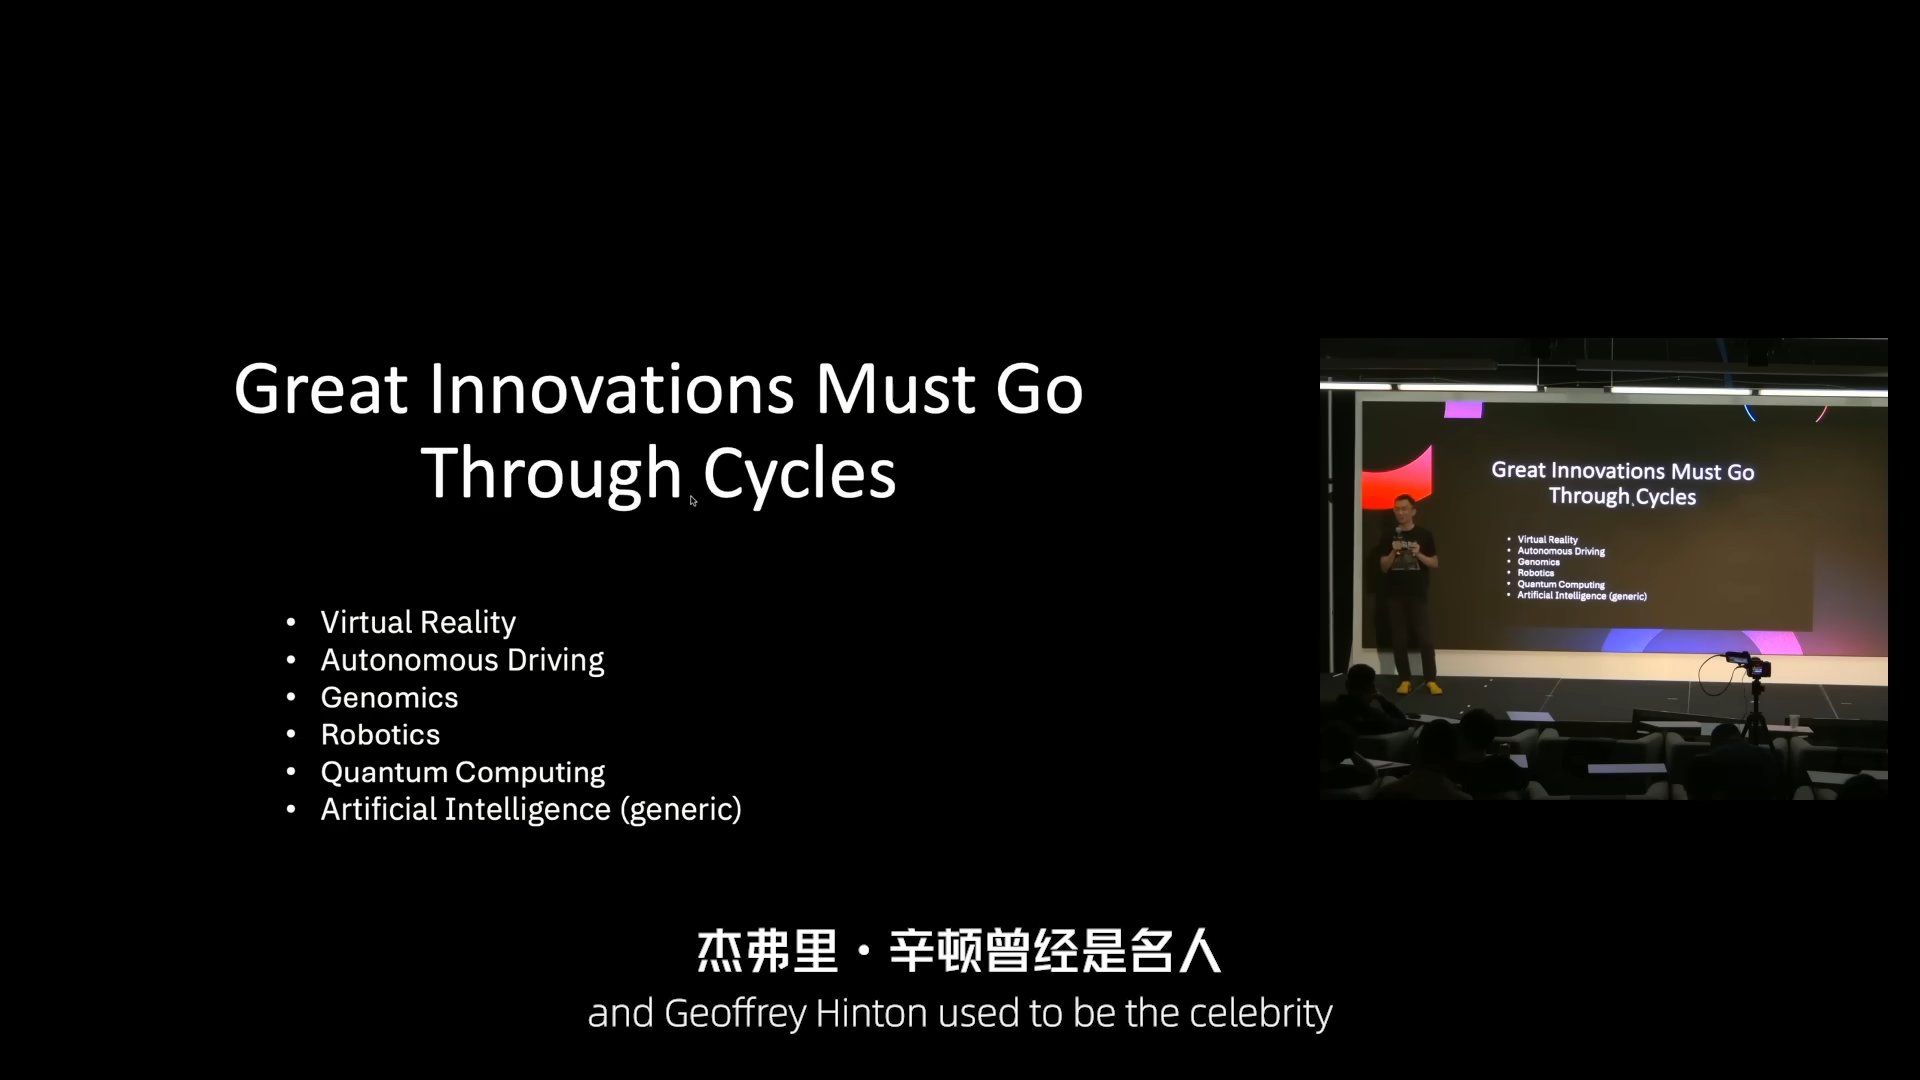 Great Innovations Must Go
Through Cycles
• Virtual Reality
• Autonomous Driving
• Genomics
• Robotics
• Quantum Computing
• Artificial Intelligence (generic)
Great Innovations Must Go
Through Cycles
• Virtual Reality
• Autonomous Driving
• Genomics
• Robotics
• Quantum Computing
• Artificial Intelligence (generic)
杰弗里·辛顿曾经是名人
and Geoffrey Hinton used to be the celebrity